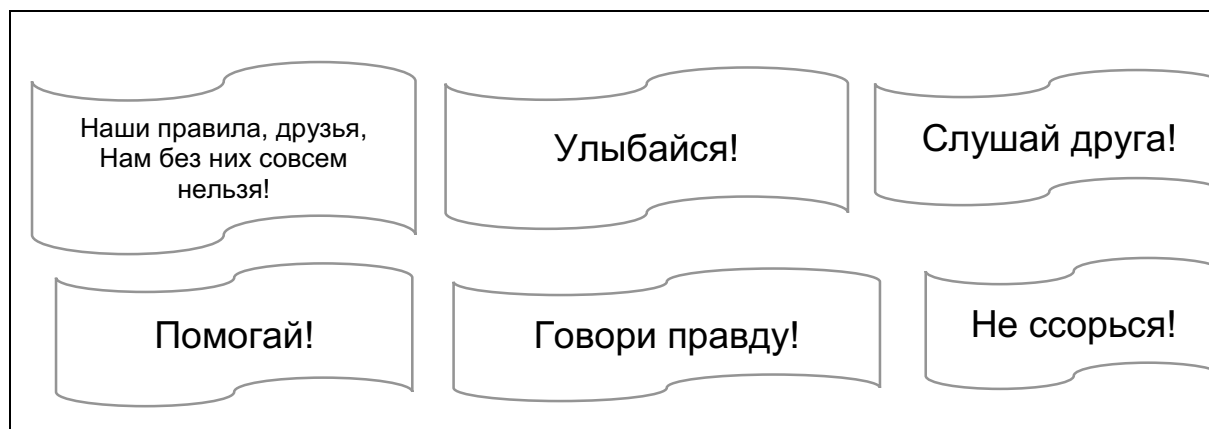 Наши правила, друзья,
Нам без них совсем
нельзя!
Улыбайся!
Слушай друга!
Помогай!
Говори правду!
Не ссорься!